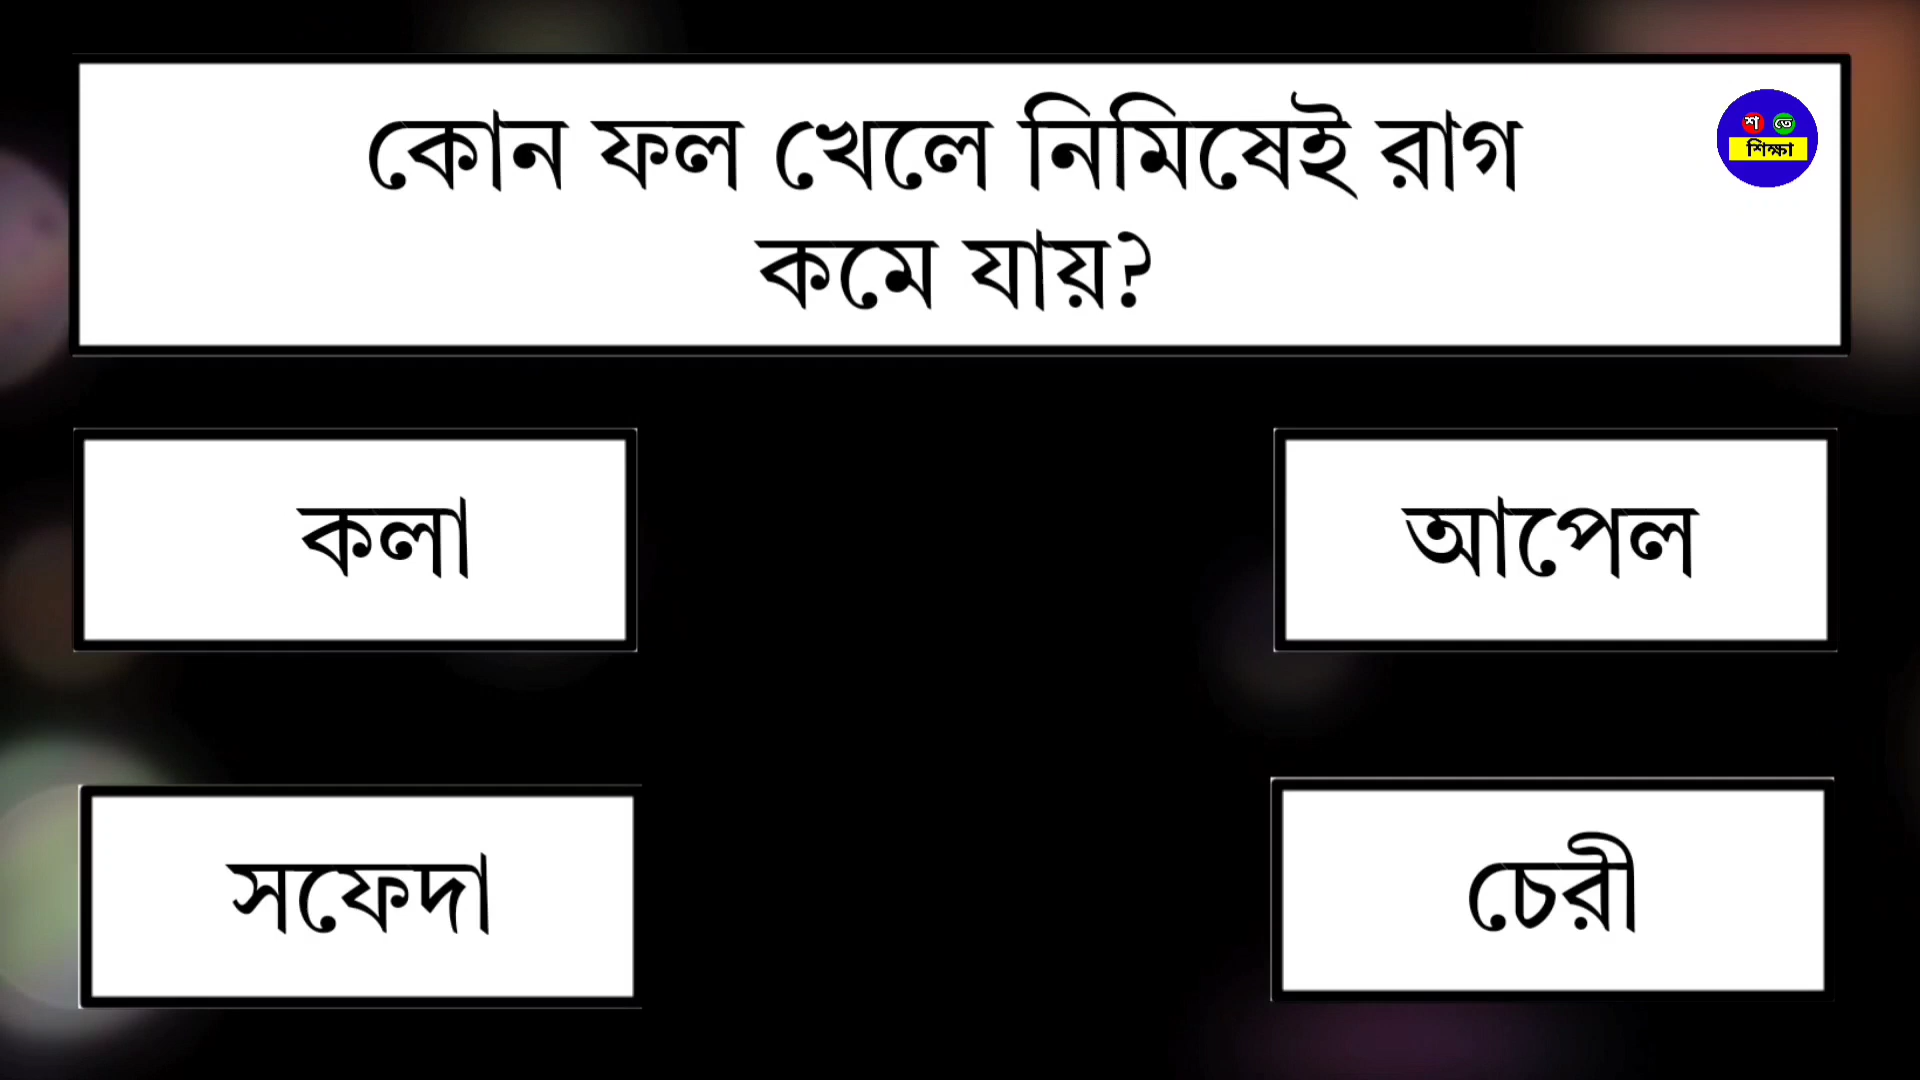 কোন ফল খেলে নিমিষেই রাগ
কমে যায়?
শ তে
শিক্ষা
কলা
আপেল
সফেদা
চেরী